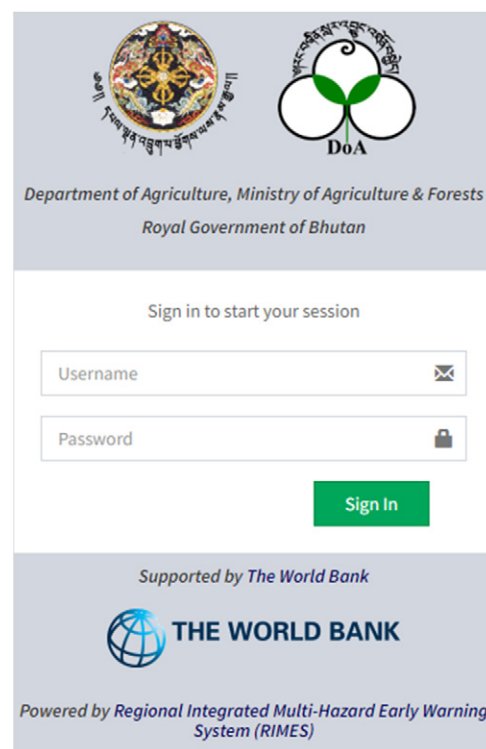 DoA
Department of Agriculture, Ministry of Agriculture & Forests
Royal Government of Bhutan
Sign in to start your session
Username
Password
Sign In
Supported by The World Bank
THE WORLD BANK
Powered by Regional Integrated Multi-Hazard Early Warning
System (RIMES)